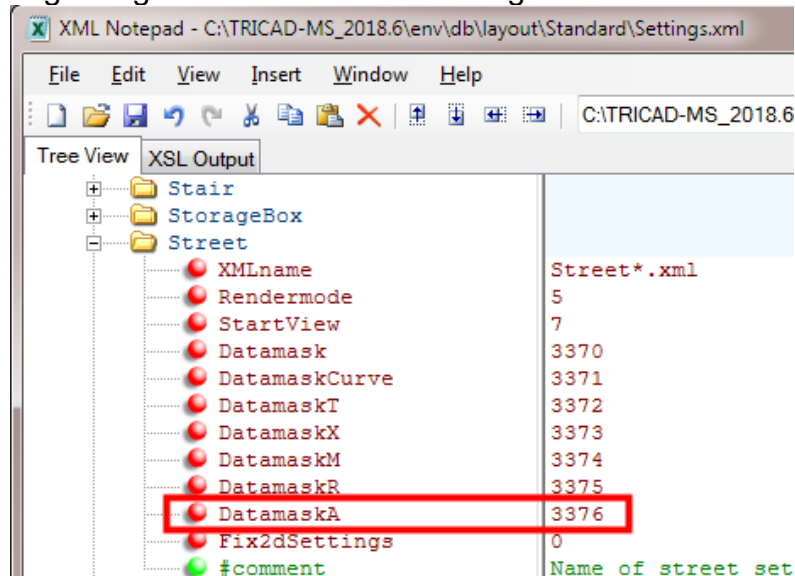 XML Notepad - C:\TRICAD-MS_2018.6\env\db\layout\Standard\Settings.xml
File Edit View Insert Window Help
C:\TRICAD-MS_2018.6
Tree View XSL Output
Stair
StorageBox
Street
XMLname Street*.xml
Rendermode 5
StartView 7
Datamask 3370
DatamaskCurve 3371
DatamaskT 3372
DatamaskX 3373
DatamaskM 3374
DatamaskR 3375
DatamaskA 3376
Fix2dSettings 0
#comment Name of street set